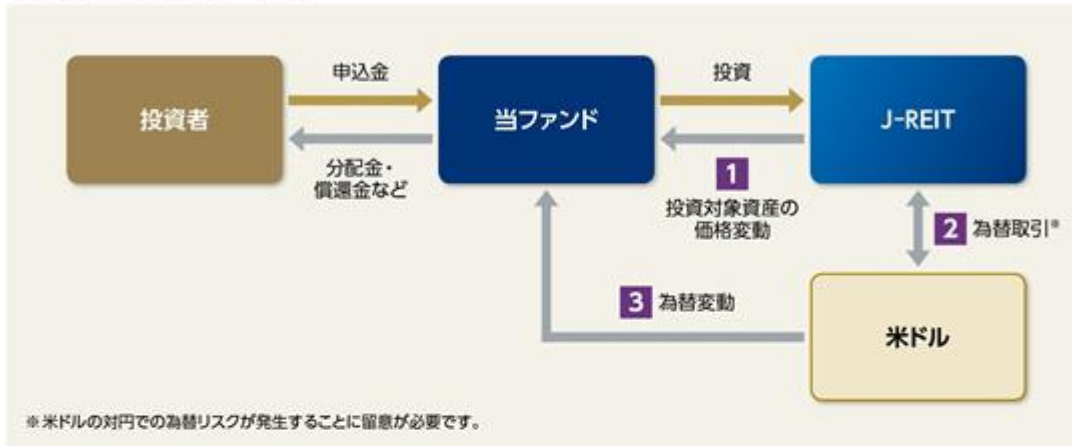 申込金
投資
投資者
当ファンド
J-REIT
分配金・
償還金など
1
投資対象資産の
価格変動
2 為替取引※
3 為替変動
米ドル
※米ドルの対円での為替リスクが発生することに留意が必要です。